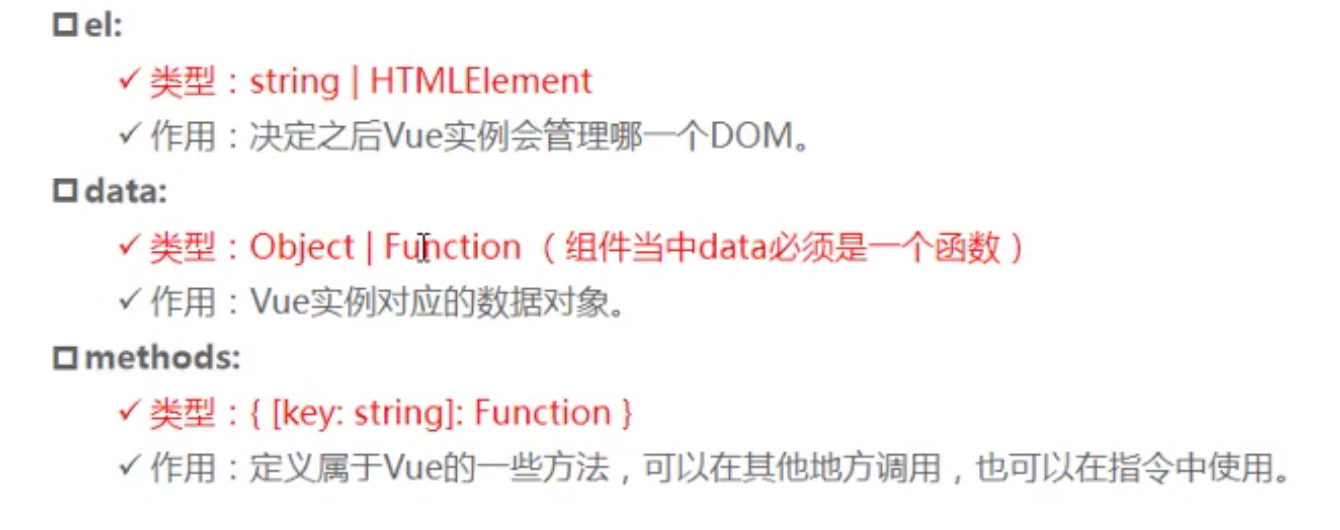 el:
类型：string | HTMLElement
作用：决定之后Vue实例会管理哪一个DOM。
data:
类型：Object | Function （组件当中data必须是一个函数）
作用：Vue实例对应的数据对象。
methods:
类型：{ [key: string]: Function }
作用：定义属于Vue的一些方法，可以在其他地方调用，也可以在指令中使用。